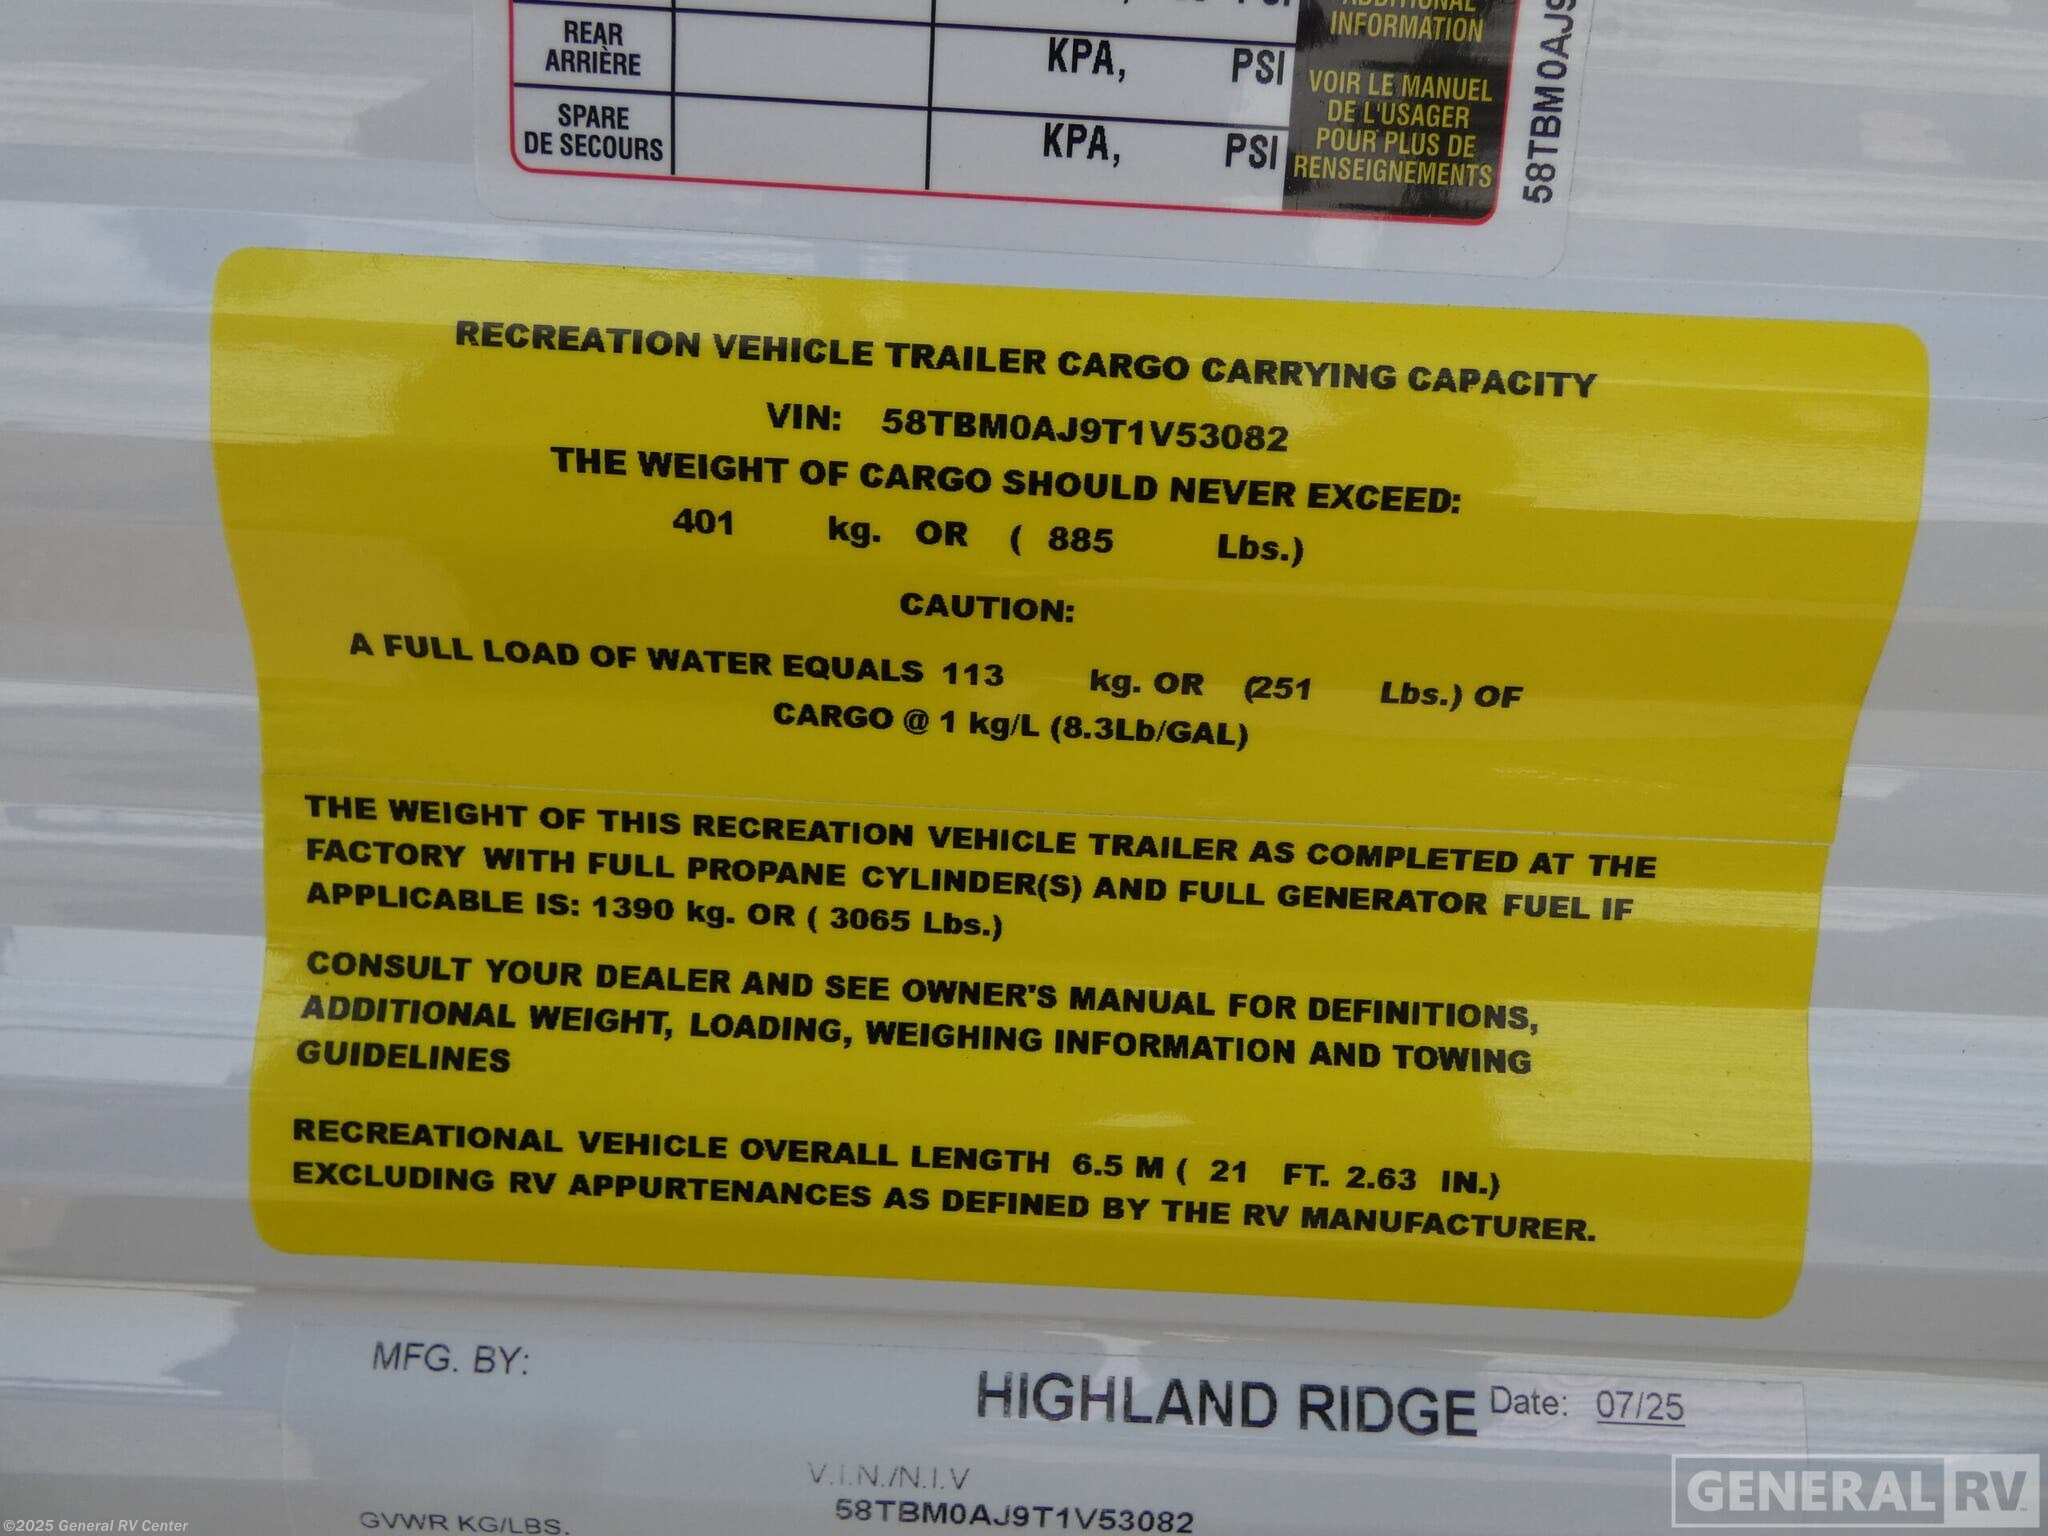 ADDITIONAL
INFORMATION
REAR
ARRIÈRE
KPA, PSI
VOIR LE MANUEL
DE L'USAGER
POUR PLUS DE
RENSEIGNEMENTS
SPARE
DE SECOURS
KPA, PSI
58TBM0AJ9
RECREATION VEHICLE TRAILER CARGO CARRYING CAPACITY
VIN: 58TBM0AJ9T1V53082
THE WEIGHT OF CARGO SHOULD NEVER EXCEED:
401 kg. OR ( 885 Lbs.)
CAUTION:
A FULL LOAD OF WATER EQUALS 113 kg. OR (251 Lbs.) OF
CARGO @ 1 kg/L (8.3Lb/GAL)
THE WEIGHT OF THIS RECREATION VEHICLE TRAILER AS COMPLETED AT THE
FACTORY WITH FULL PROPANE CYLINDER(S) AND FULL GENERATOR FUEL IF
APPLICABLE IS: 1390 kg. OR ( 3065 Lbs.)
CONSULT YOUR DEALER AND SEE OWNER'S MANUAL FOR DEFINITIONS,
ADDITIONAL WEIGHT, LOADING, WEIGHING INFORMATION AND TOWING
GUIDELINES
RECREATIONAL VEHICLE OVERALL LENGTH 6.5 M ( 21 FT. 2.63 IN.)
EXCLUDING RV APPURTENANCES AS DEFINED BY THE RV MANUFACTURER.
MFG. BY:
HIGHLAND RIDGE Date: 07/25
V.I.N./N.I.V
58TBM0AJ9T1V53082
GVWR KG/LBS.
GENERAL RV
©2025 General RV Center